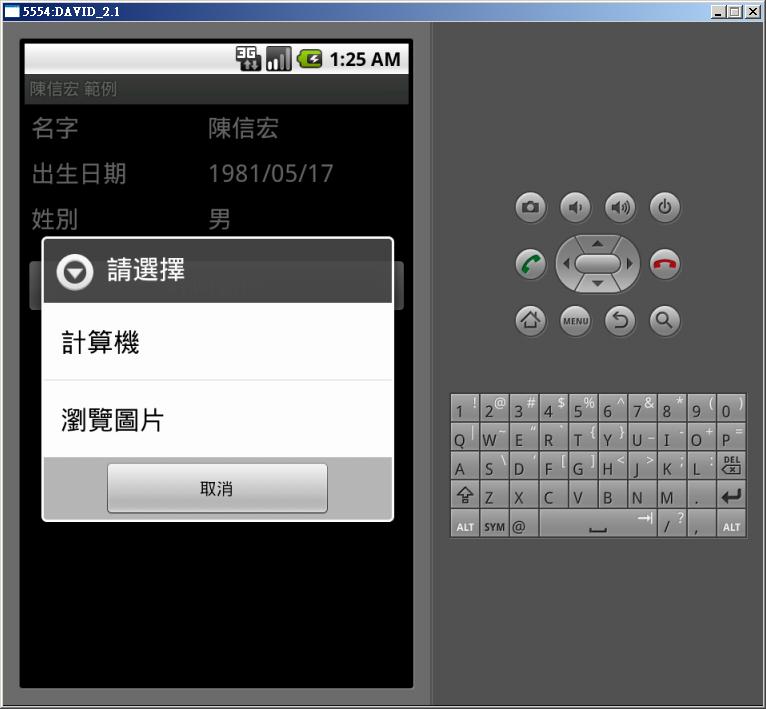 5554:DAVID_2.1
3G 1:25 AM
陳信宏 範例
名字 陳信宏
出生日期 1981/05/17
姓別 男
請選擇
計算機
瀏覽圖片
取消
MENU
1 ! 2 @ 3 # 4 $ 5 % 6 ^ 7 & 8 * 9 ( 0 )
Q | W ~ E “ R ` T { Y } U _ I - O + P =
A S \ D ' F [ G ] H < J > K ; L : DEL
Z X C V B N M .
ALT SYM @ / ? , ALT